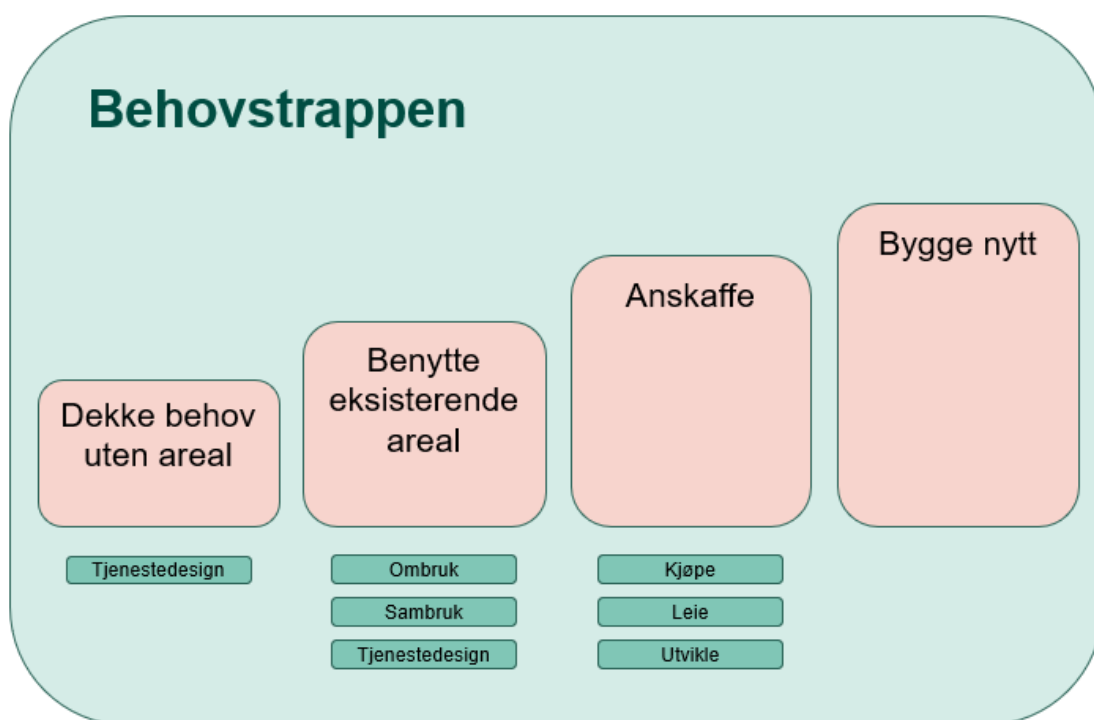 Behovstrappen
Dekke behov
uten areal
Benytte
eksisterende
areal
Anskaffe
Bygge nytt
Tjenestedesign
Ombruk
Sambruk
Tjenestedesign
Kjøpe
Leie
Utvikle